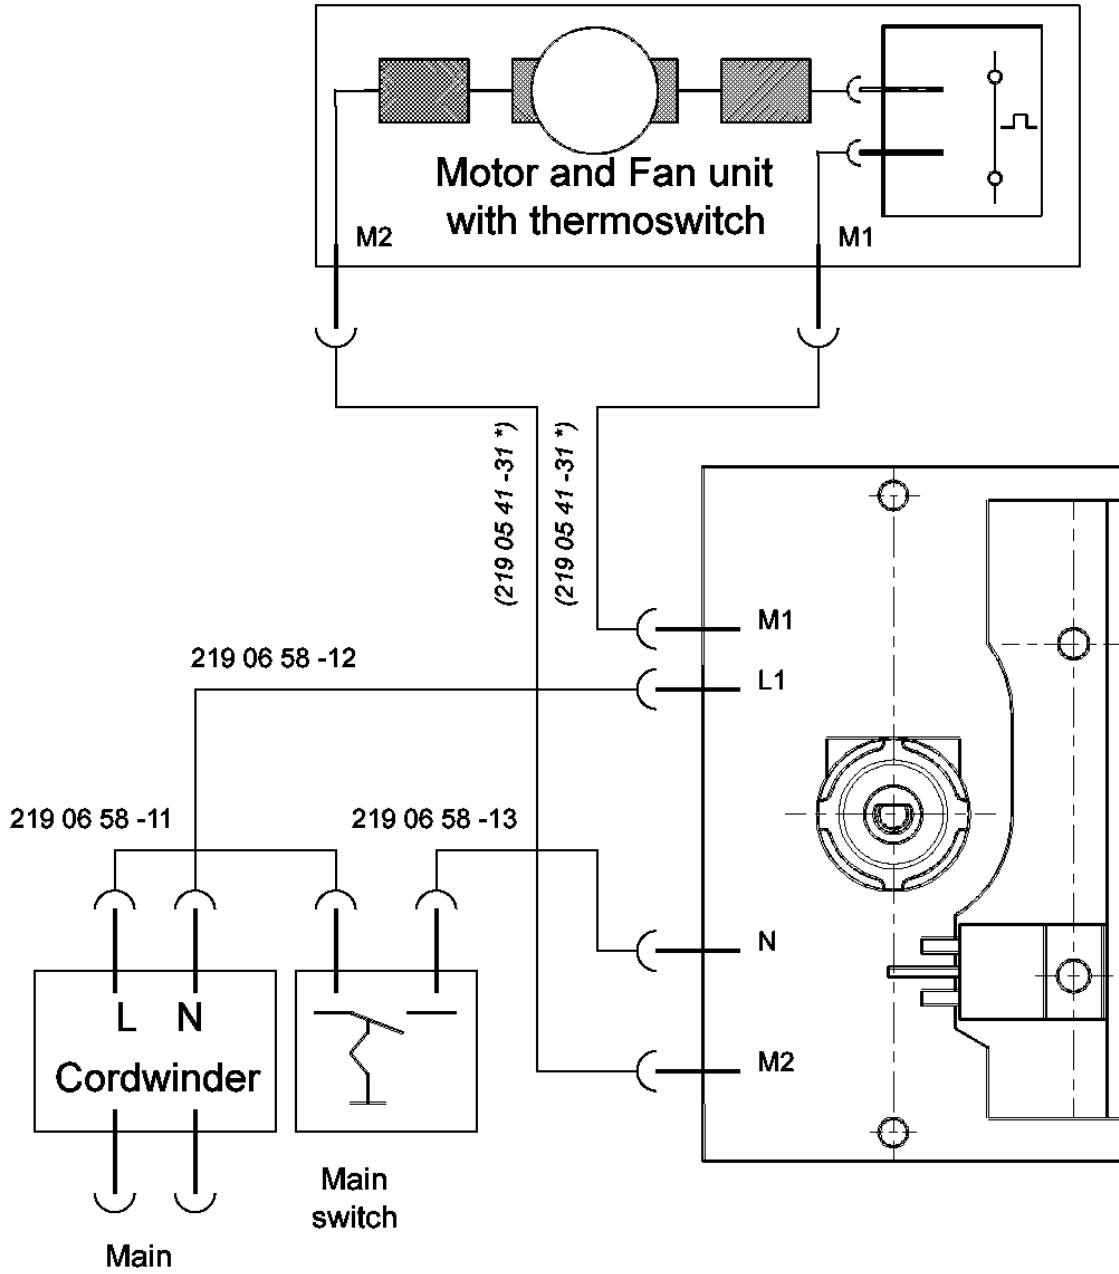 Motor and Fan unit
with thermoswitch
M2
M1
(219 05 41 -31 *)
(219 05 41 -31 *)
M1
219 06 58 -12
L1
219 06 58 -11
219 06 58 -13
N
L N
Cordwinder
M2
Main
switch
Main